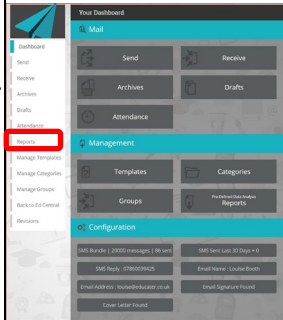 Your Dashboard
Mail
Dashboard
Send
Receive
Archives
Drafts
Attendance
Reports
Manage Templates
Manage Categories
Manage Groups
Back to Ed Central
Revisions
Send
Receive
Archives
Drafts
Attendance
Management
Templates
Categories
Groups
Pre Defined Data Analysis
Reports
Configuration
SMS Bundle | 20000 messages | 86 sent
SMS Sent Last 30 Days = 0
SMS Reply : 07860039425
Email Name : Louise Booth
Email Address : louise@educater.co.uk
Email Signature Found
Cover Letter Found